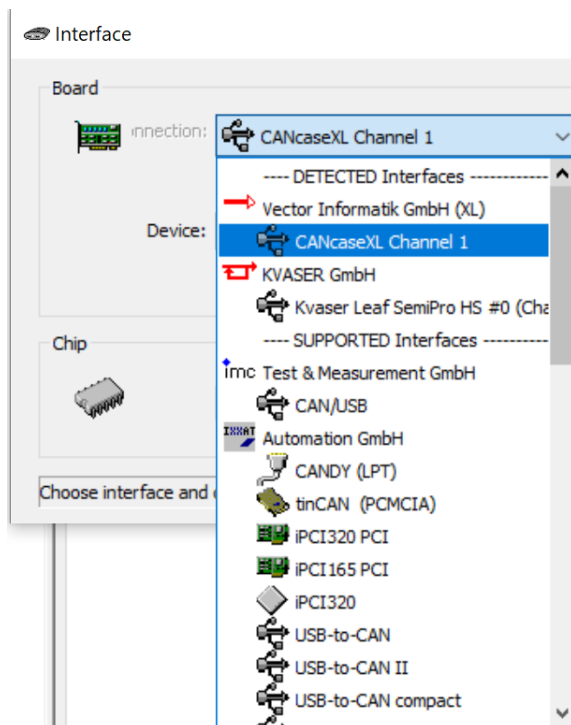 Interface
Board
nnection:
CANcaseXL Channel 1
---- DETECTED Interfaces ------------
Vector Informatik GmbH (XL)
Device:
CANcaseXL Channel 1
KVASER GmbH
Kvaser Leaf SemiPro HS #0 (Cha
Chip
---- SUPPORTED Interfaces ----------
imc Test & Measurement GmbH
CAN/USB
IXXAT Automation GmbH
CANDY (LPT)
Choose interface and
tinCAN (PCMCIA)
iPCI320 PCI
iPCI165 PCI
iPCI320
USB-to-CAN
USB-to-CAN II
USB-to-CAN compact